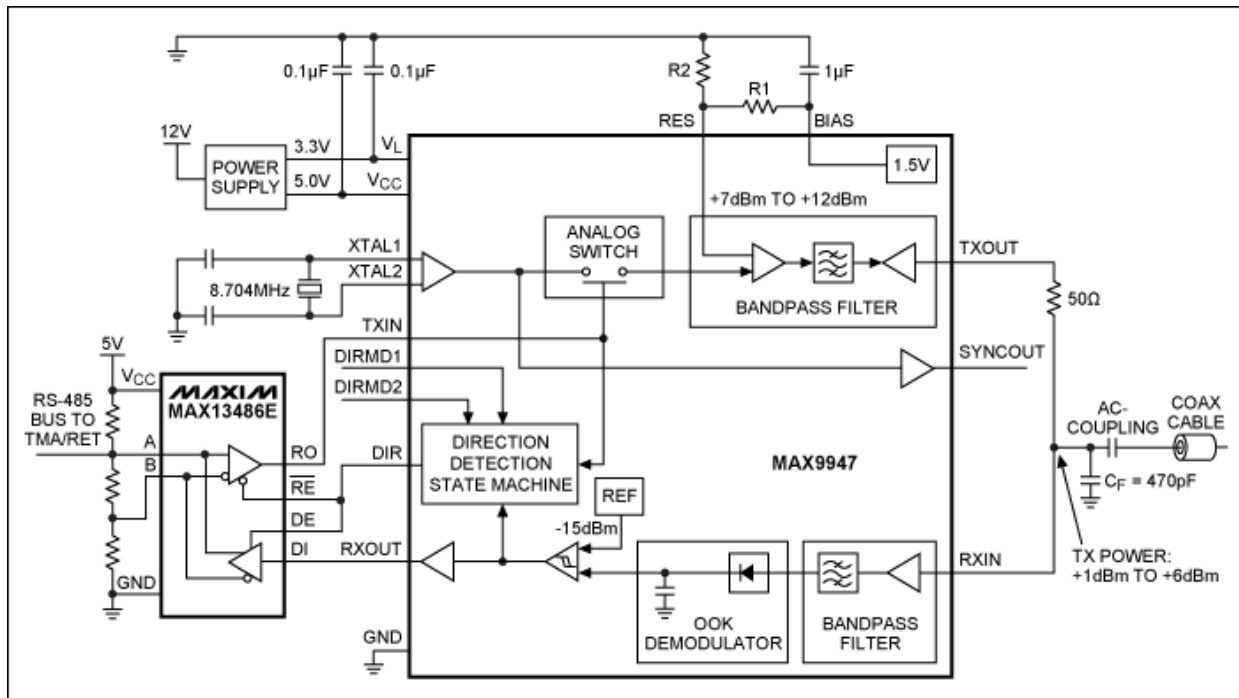 0.1µF
0.1µF
R2
1µF
R1
RES
BIAS
12V
POWER
SUPPLY
3.3V
5.0V
VL
VCC
1.5V
+7dBm TO +12dBm
ANALOG
SWITCH
XTAL1
XTAL2
8.704MHz
TXOUT
BANDPASS FILTER
50Ω
TXIN
5V
DIRMD1
SYNCOUT
VCC
MAXIM
MAX13486E
DIRMD2
RS-485
BUS TO
TMA/RET
A
B
RO
RE
DE
DI
GND
DIR
DIRECTION
DETECTION
STATE MACHINE
MAX9947
AC-
COUPLING
COAX
CABLE
CF = 470pF
REF
-15dBm
RXOUT
RXIN
TX POWER:
+1dBm TO +6dBm
OOK
DEMODULATOR
BANDPASS
FILTER
GND